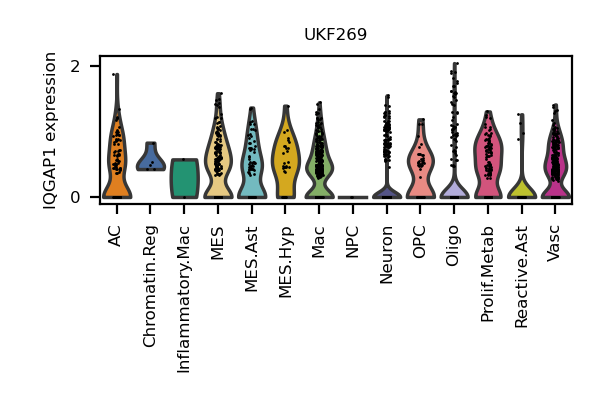 UKF269
IQGAP1 expression
2
0
AC
Chromatin.Reg
Inflammatory.Mac
MES
MES.Ast
MES.Hyp
Mac
NPC
Neuron
OPC
Oligo
Prolif.Metab
Reactive.Ast
Vasc